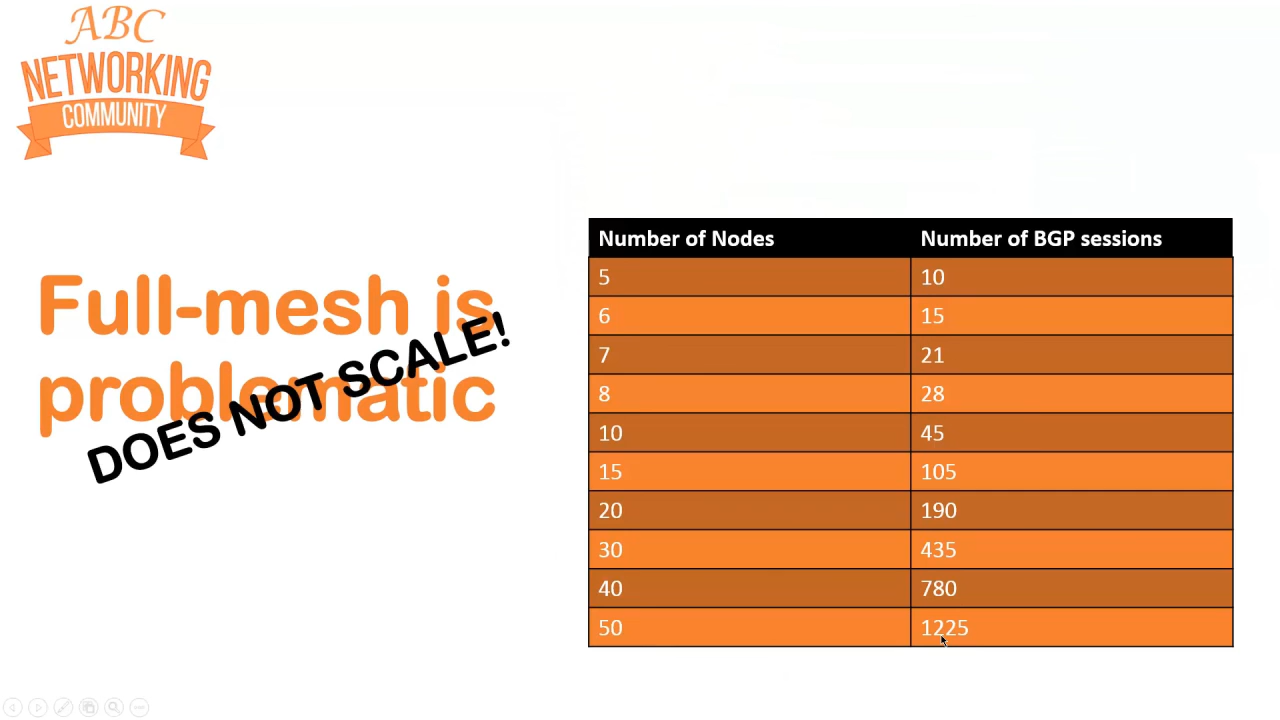 ABC
NETWORKING
COMMUNITY
Full-mesh is
problematic
DOES NOT SCALE!
Number of Nodes Number of BGP sessions
5 10
6 15
7 21
8 28
10 45
15 105
20 190
30 435
40 780
50 1225